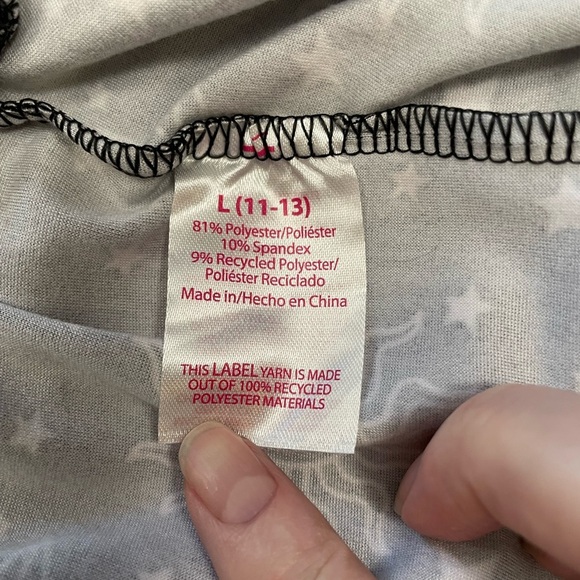 L (11-13)
81% Polyester/Poliéster
10% Spandex
9% Recycled Polyester/
Poliéster Reciclado
Made in/Hecho en China
THIS LABEL YARN IS MADE
OUT OF 100% RECYCLED
POLYESTER MATERIALS